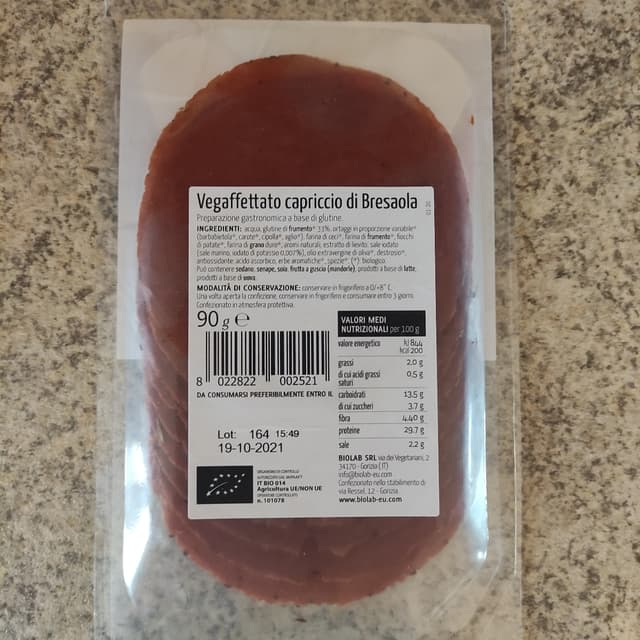 Vegaffettato capriccio di Bresaola
Preparazione gastronomica a base di glutine.
INGREDIENTI: acqua, glutine di frumento* 33%, ortaggi in proporzione variabile*
(barbabietola*, carote*, cipolla*, aglio*), farina di ceci*, farina di frumento*, fiocchi
di patate*, farina di grano duro*, aromi naturali, estratto di lievito, sale iodato
(sale marino, iodato di potassio 0,007%), olio extravergine di oliva*, destrosio*,
antiossidante: acido ascorbico, erbe aromatiche*, spezie*. (*): biologico.
Può contenere sedano, senape, soia, frutta a guscio (mandorle), prodotti a base di latte,
prodotti a base di uova.
MODALITÀ DI CONSERVAZIONE: conservare in frigorifero a 0/+8° C.
Una volta aperta la confezione, conservare in frigorifero e consumare entro 3 giorni.
Confezionato in atmosfera protettiva.
90 g ℮
8 022822 002521
DA CONSUMARSI PREFERIBILMENTE ENTRO IL
Lot: 164 15:49
19-10-2021
ORGANISMO DI CONTROLLO
AUTORIZZATO DAL MIPAAFT
IT BIO 014
Agricoltura UE/NON UE
OPERATORE CONTROLLATO
n. 101078
VALORI MEDI
NUTRIZIONALI per 100 g
valore energetico kJ 844
kcal 200
grassi 2,0 g
di cui acidi grassi 0,5 g
saturi
carboidrati 13,5 g
di cui zuccheri 3,7 g
fibra 4,40 g
proteine 29,7 g
sale 2,2 g
BIOLAB SRL via dei Vegetariani, 2
34170 - Gorizia (IT)
info@biolab-eu.com
Confezionato nello stabilimento di
via Ressel, 12 - Gorizia
www.biolab-eu.com